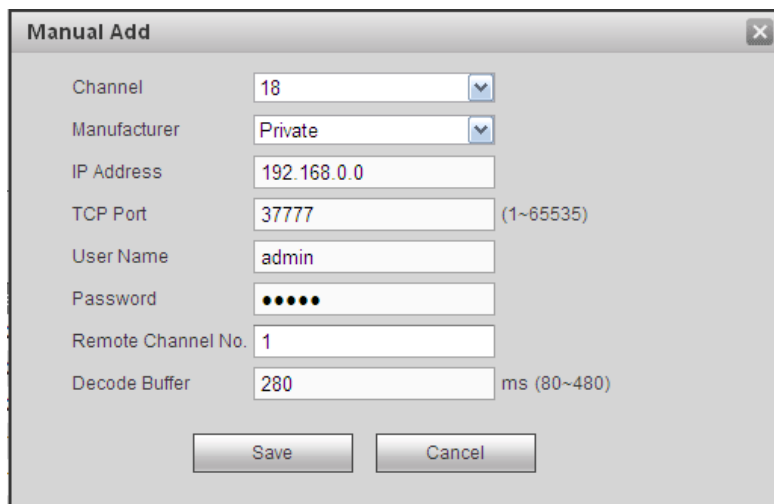 Manual Add
Channel 18
Manufacturer Private
IP Address 192.168.0.0
TCP Port 37777 (1~65535)
User Name admin
Password •••••
Remote Channel No. 1
Decode Buffer 280 ms (80~480)
Save Cancel